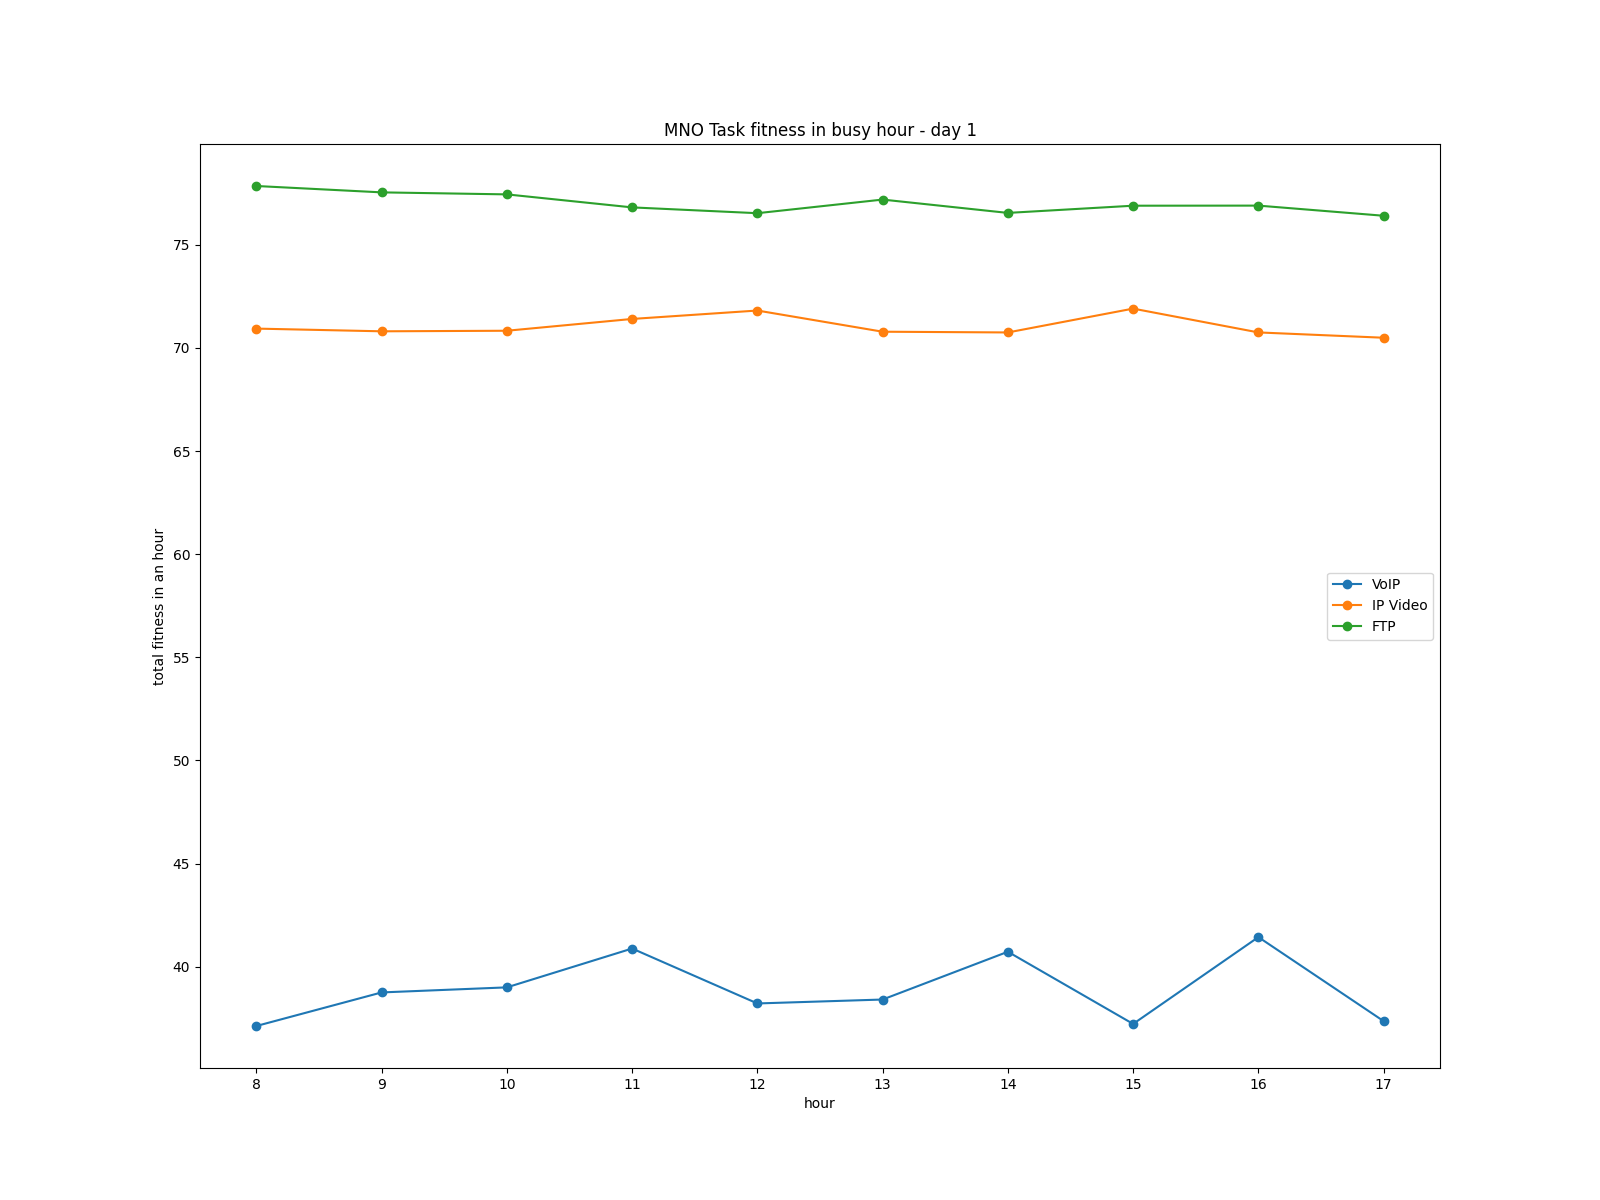 MNO Task fitness in busy hour - day 1
75
70
65
60
55
50
45
40
total fitness in an hour
VoIP
IP Video
FTP
8 9 10 11 12 13 14 15 16 17
hour